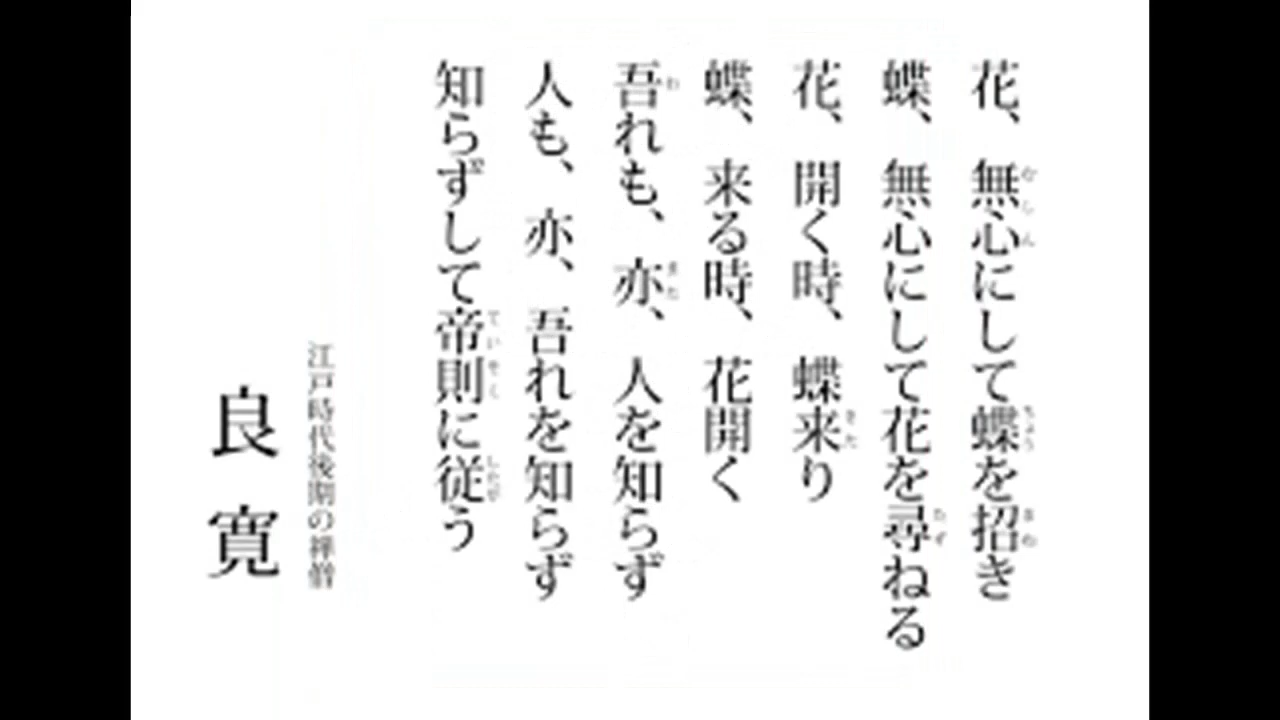 花、無心にして蝶を招き
蝶、無心にして花を尋ねる
花、開く時、蝶来り
蝶、来る時、花開く
吾れも、亦、人を知らず
人も、亦、吾れを知らず
知らずして帝則に従う
江戸時代後期の禅僧
良寛